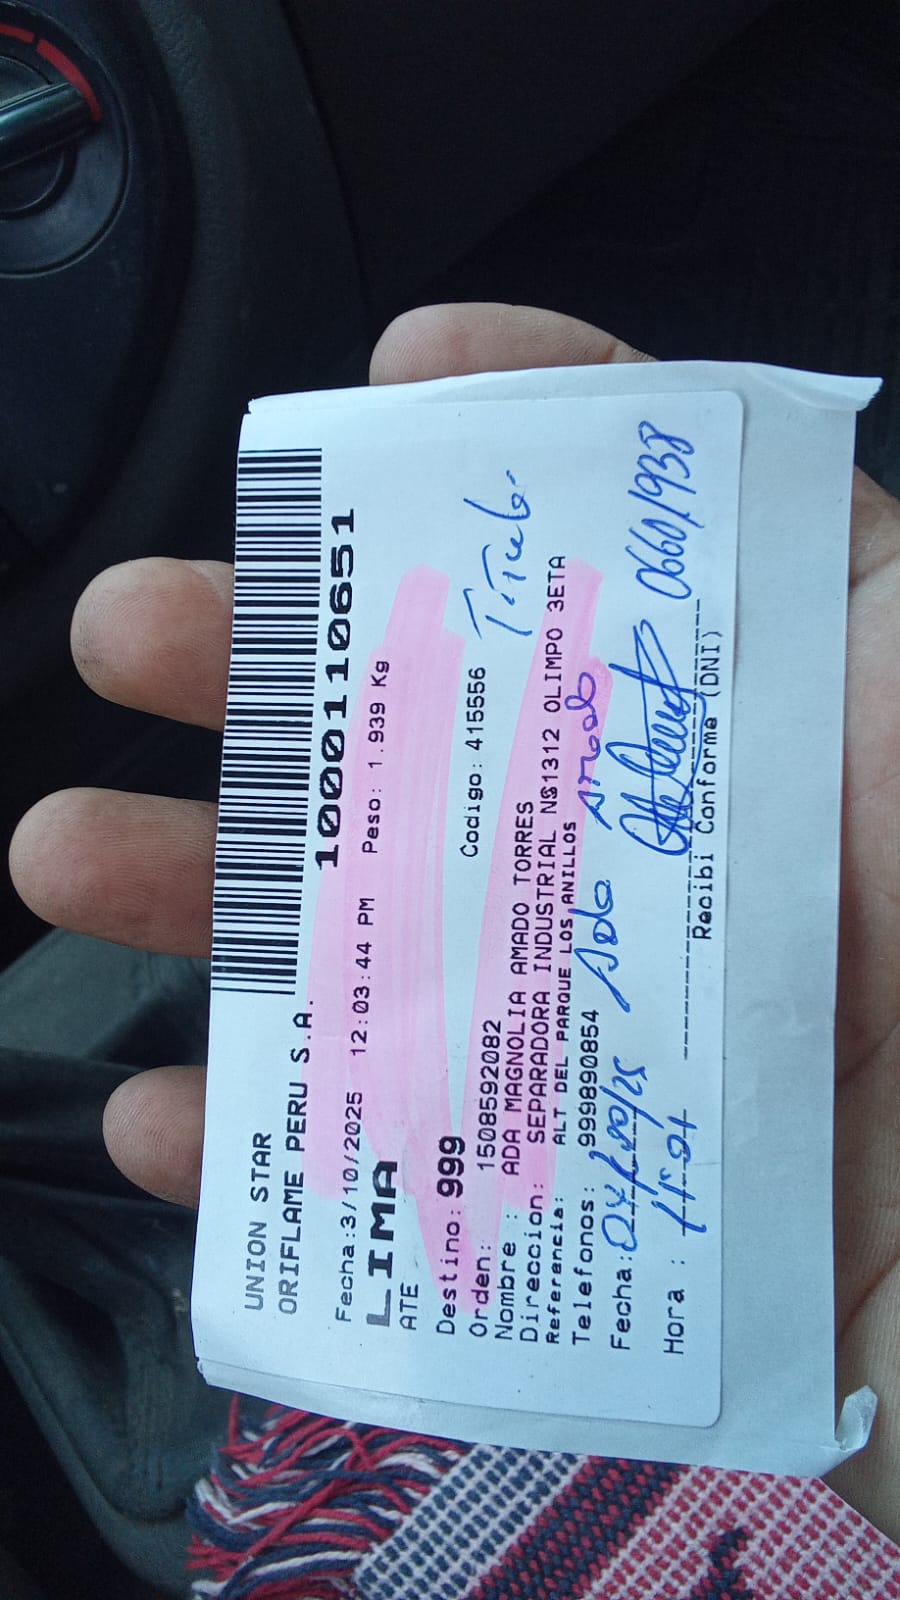 UNION STAR
ORIFLAME PERU S.A.
10001110651
Fecha:3/10/2025 12:03:44 PM Peso: 1.939 Kg
LIMA
ATE
Destino: 999
Orden: 1508592082 Codigo: 415556
Titular
Nombre : ADA MAGNOLIA AMADO TORRES
Direccion: SEPARADORA INDUSTRIAL N§1312 OLIMPO 3ETA
Referencia: ALT DEL PARQUE LOS ANILLOS
Telefonos: 999890854
Ada Amado
Fecha:
Hora :
Recibi Conforme (DNI)